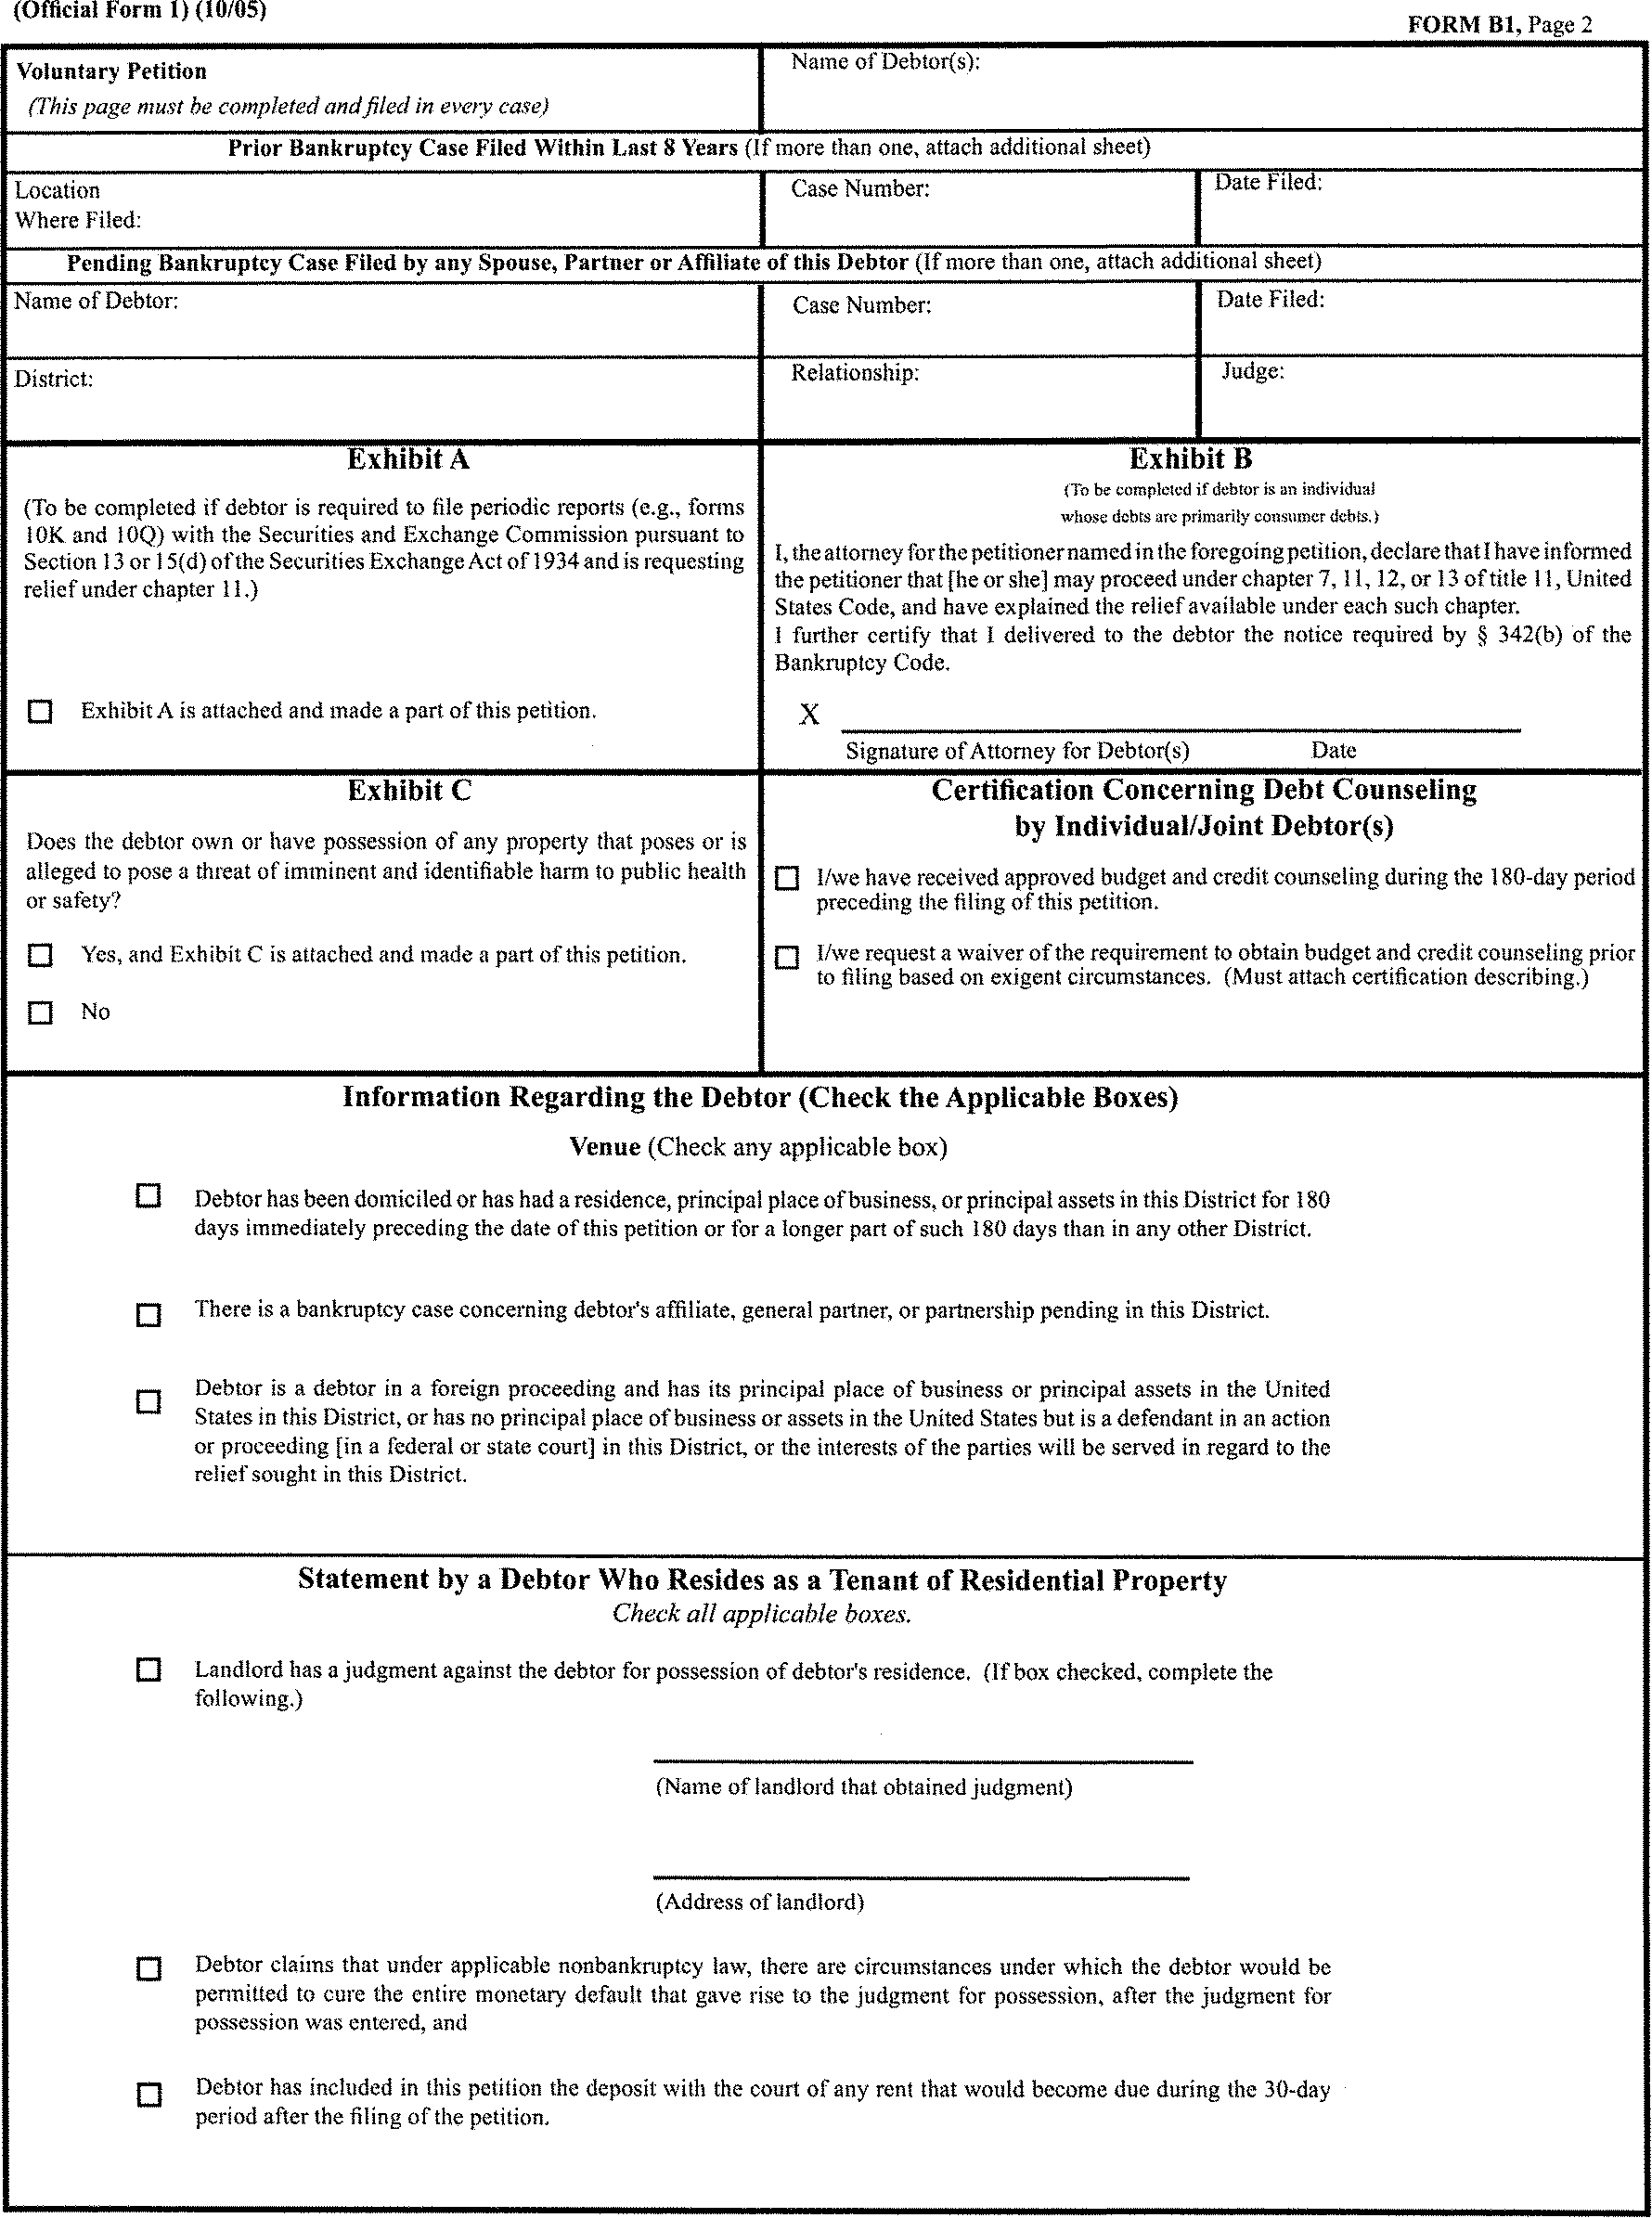 (Official Form 1) (10/05)
FORM B1, Page 2
Voluntary Petition
(This page must be completed and filed in every case)
Name of Debtor(s):
Prior Bankruptcy Case Filed Within Last 8 Years (If more than one, attach additional sheet)
Location
Where Filed:
Case Number:
Date Filed:
Pending Bankruptcy Case Filed by any Spouse, Partner or Affiliate of this Debtor (If more than one, attach additional sheet)
Name of Debtor:
Case Number:
Date Filed:
District:
Relationship:
Judge:
Exhibit A
(To be completed if debtor is required to file periodic reports (e.g., forms
10K and 10Q) with the Securities and Exchange Commission pursuant to
Section 13 or 15(d) of the Securities Exchange Act of 1934 and is requesting
relief under chapter 11.)
Exhibit A is attached and made a part of this petition.
Exhibit B
(To be completed if debtor is an individual
whose debts are primarily consumer debts.)
I, the attorney for the petitioner named in the foregoing petition, declare that I have informed
the petitioner that [he or she] may proceed under chapter 7, 11, 12, or 13 of title 11, United
States Code, and have explained the relief available under each such chapter.
I further certify that I delivered to the debtor the notice required by § 342(b) of the
Bankruptcy Code.
X
Signature of Attorney for Debtor(s) Date
Exhibit C
Does the debtor own or have possession of any property that poses or is
alleged to pose a threat of imminent and identifiable harm to public health
or safety?
Yes, and Exhibit C is attached and made a part of this petition.
No
Certification Concerning Debt Counseling
by Individual/Joint Debtor(s)
I/we have received approved budget and credit counseling during the 180-day period
preceding the filing of this petition.
I/we request a waiver of the requirement to obtain budget and credit counseling prior
to filing based on exigent circumstances. (Must attach certification describing.)
Information Regarding the Debtor (Check the Applicable Boxes)
Venue (Check any applicable box)
Debtor has been domiciled or has had a residence, principal place of business, or principal assets in this District for 180
days immediately preceding the date of this petition or for a longer part of such 180 days than in any other District.
There is a bankruptcy case concerning debtor's affiliate, general partner, or partnership pending in this District.
Debtor is a debtor in a foreign proceeding and has its principal place of business or principal assets in the United
States in this District, or has no principal place of business or assets in the United States but is a defendant in an action
or proceeding [in a federal or state court] in this District, or the interests of the parties will be served in regard to the
relief sought in this District.
Statement by a Debtor Who Resides as a Tenant of Residential Property
Check all applicable boxes.
Landlord has a judgment against the debtor for possession of debtor's residence. (If box checked, complete the
following.)
(Name of landlord that obtained judgment)
(Address of landlord)
Debtor claims that under applicable nonbankruptcy law, there are circumstances under which the debtor would be
permitted to cure the entire monetary default that gave rise to the judgment for possession, after the judgment for
possession was entered, and
Debtor has included in this petition the deposit with the court of any rent that would become due during the 30-day
period after the filing of the petition.